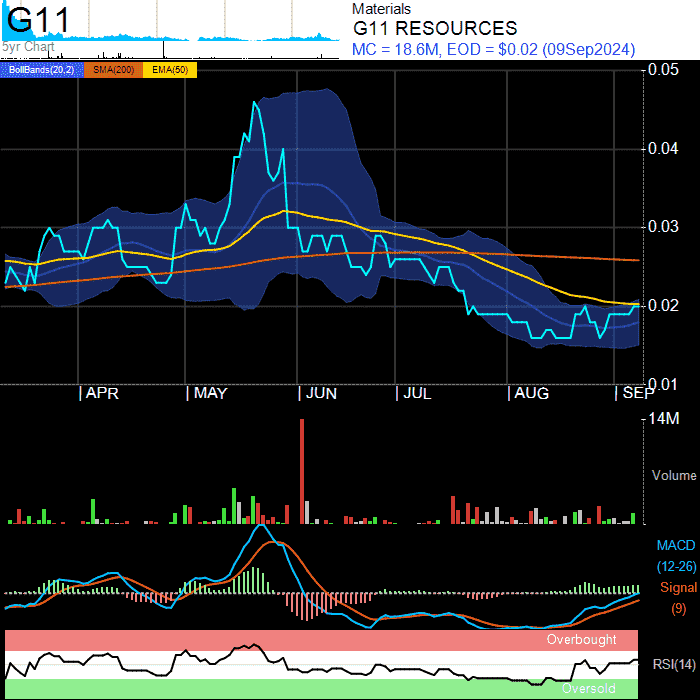 G11
5yr Chart
Materials
G11 RESOURCES
MC = 18.6M, EOD = $0.02 (09Sep2024)
BollBands(20,2) SMA(200) EMA(50)
0.05
0.04
0.03
0.02
0.01
APR MAY JUN JUL AUG SEP
14M
Volume
MACD
(12-26)
Signal
(9)
Overbought
RSI(14)
Oversold